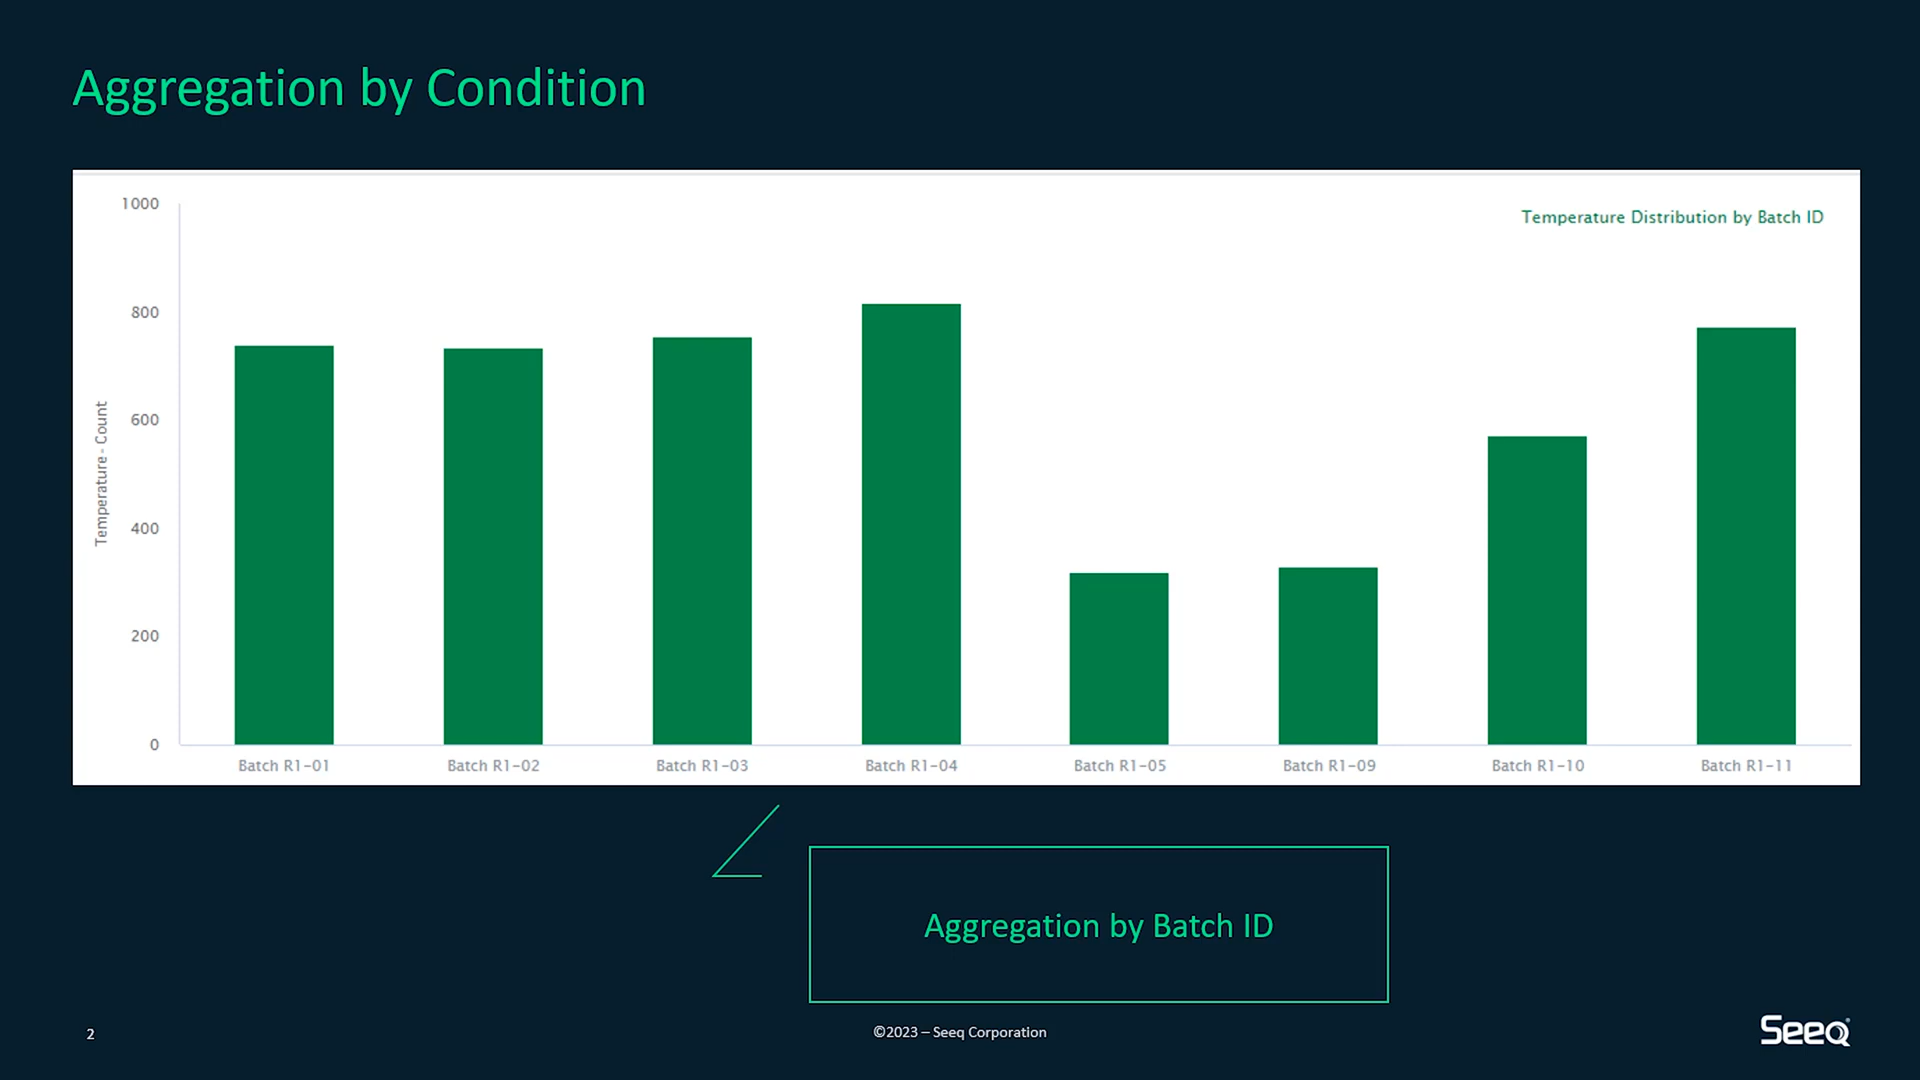 Aggregation by Condition
Temperature Distribution by Batch ID
Temperature - Count
1000
800
600
400
200
0
Batch R1-01
Batch R1-02
Batch R1-03
Batch R1-04
Batch R1-05
Batch R1-09
Batch R1-10
Batch R1-11
Aggregation by Batch ID
2
©2023 – Seeq Corporation
Seeq®